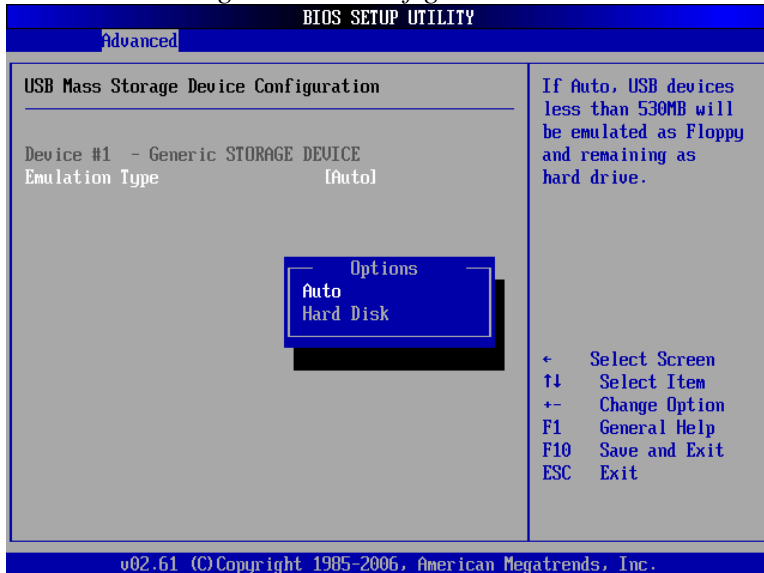 BIOS SETUP UTILITY
Advanced
USB Mass Storage Device Configuration
Device #1 - Generic STORAGE DEVICE
Emulation Type [Auto]
Options
Auto
Hard Disk
If Auto, USB devices
less than 530MB will
be emulated as Floppy
and remaining as
hard drive.
← Select Screen
↑↓ Select Item
+- Change Option
F1 General Help
F10 Save and Exit
ESC Exit
v02.61 (C)Copyright 1985-2006, American Megatrends, Inc.